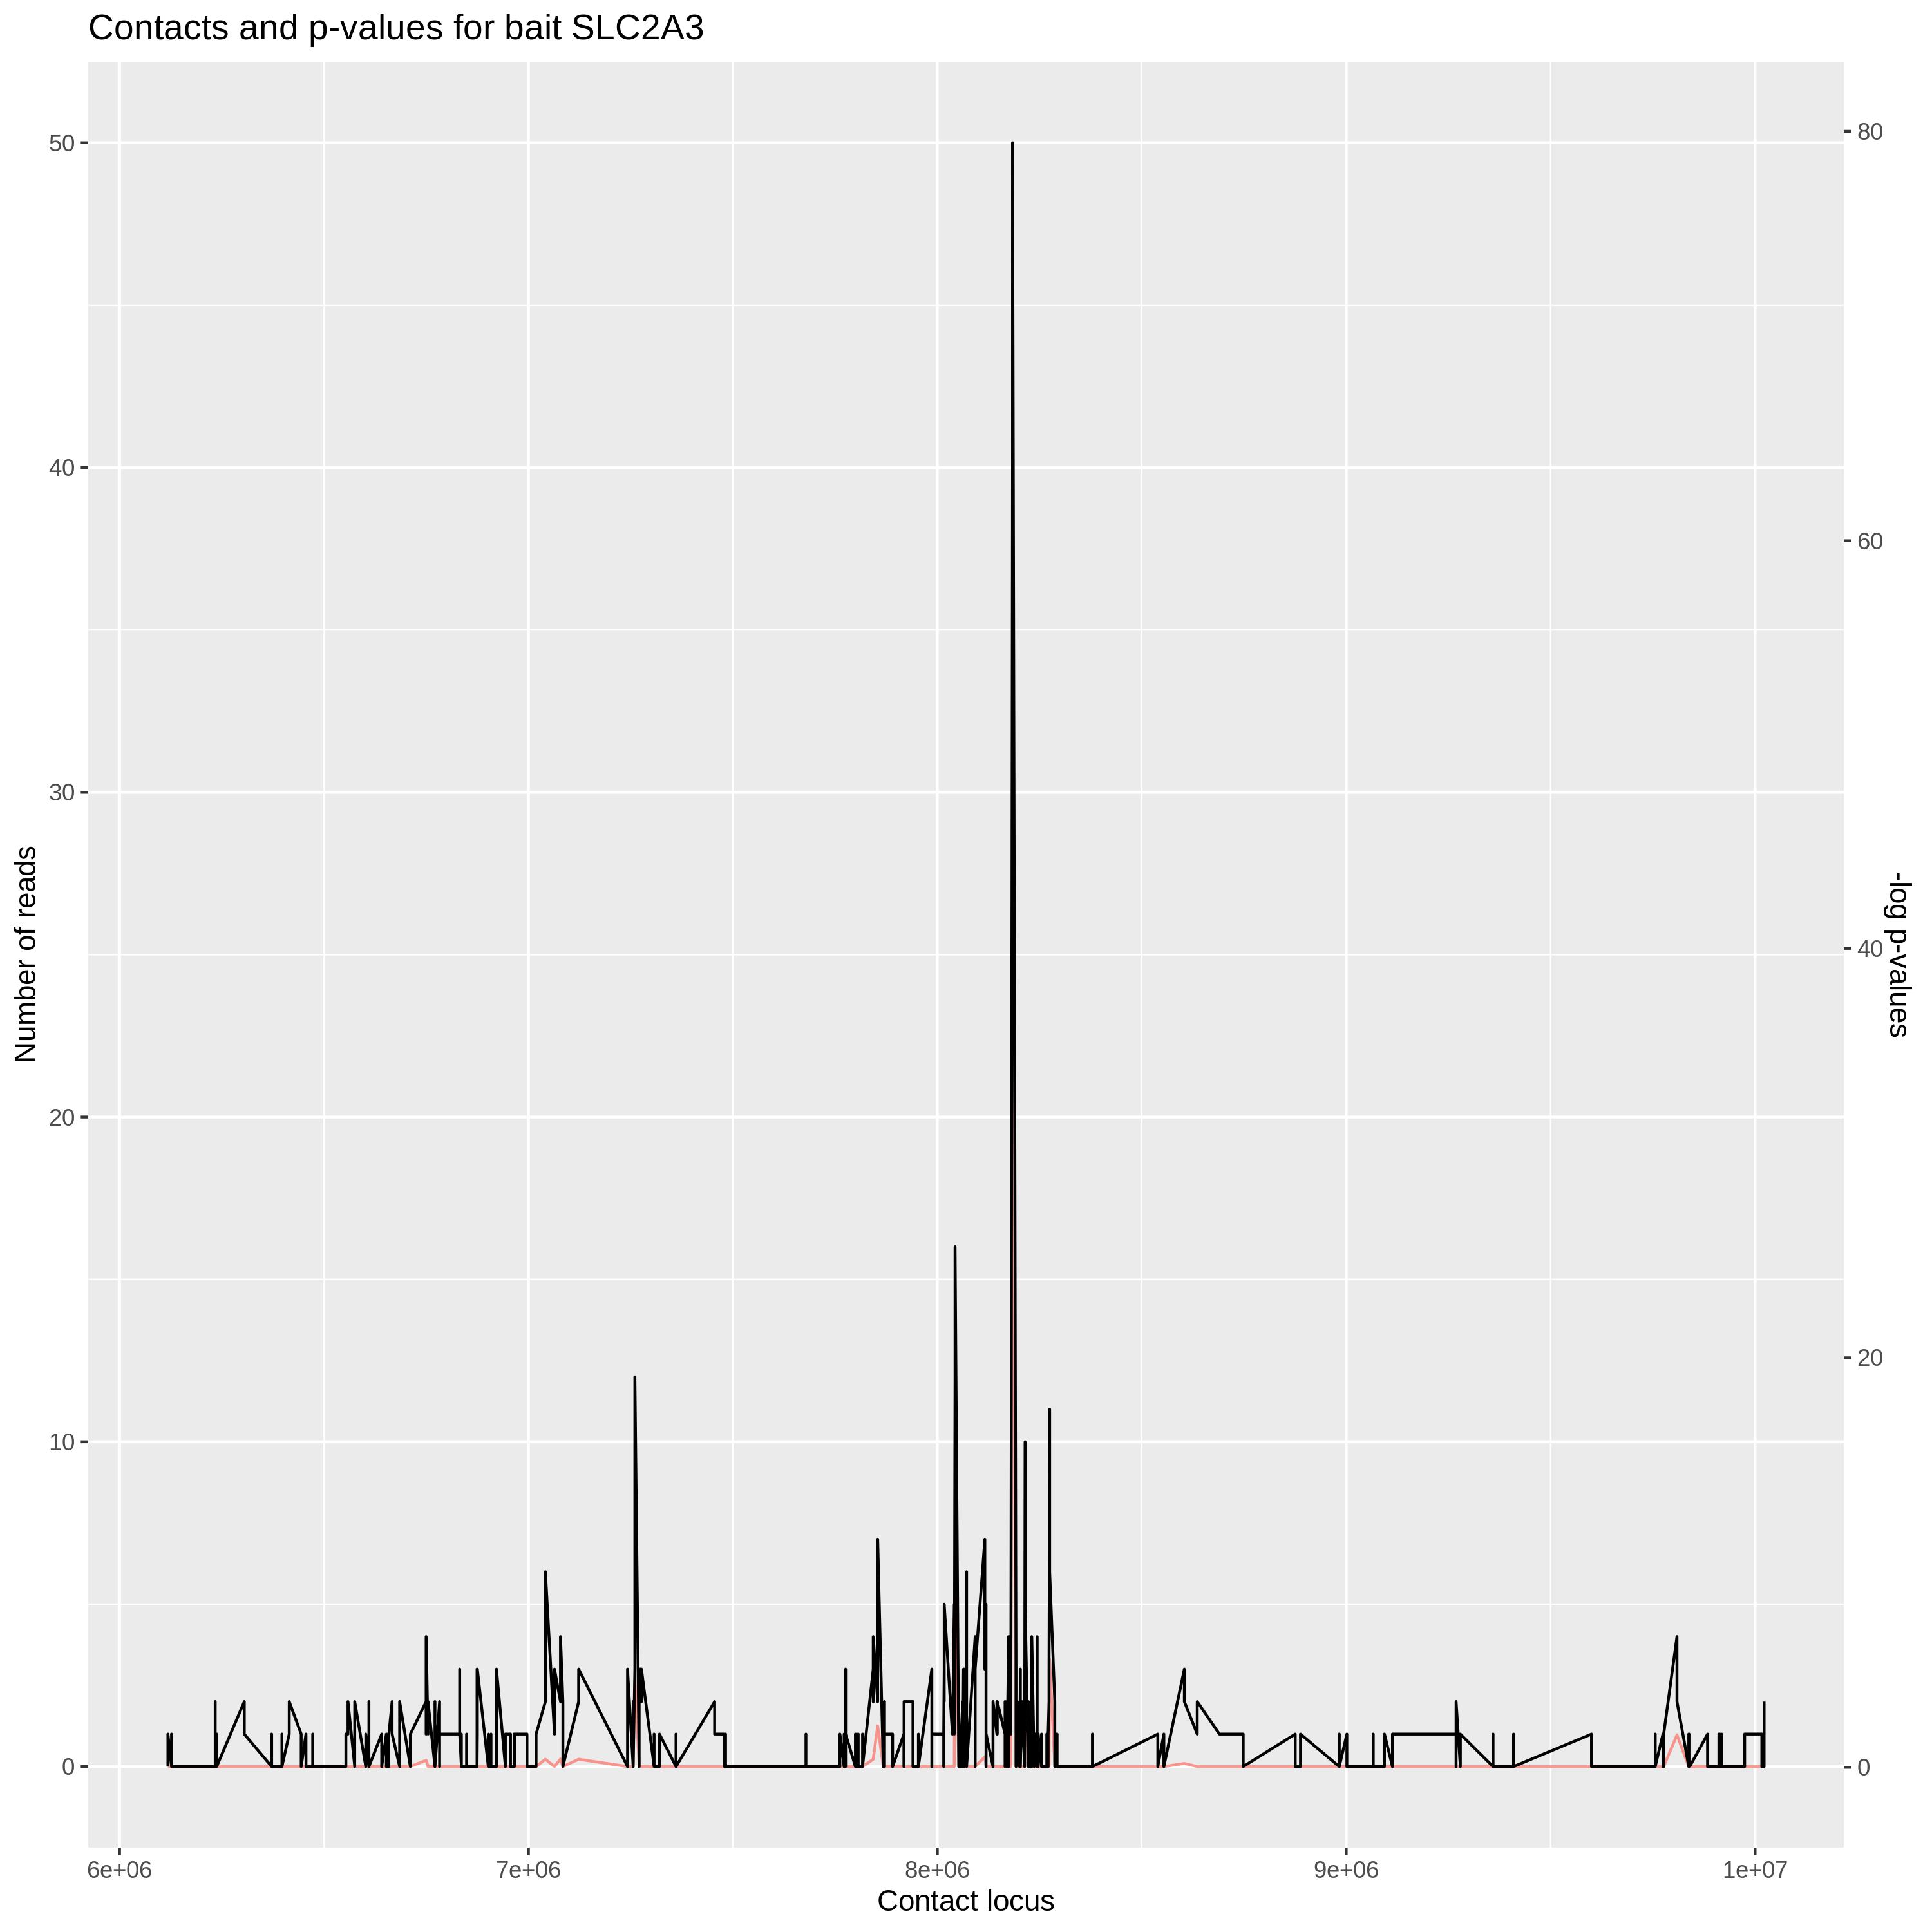 Contacts and p-values for bait SLC2A3
50
40
30
20
10
0
Number of reads
80
60
40
20
0
-log p-values
6e+06 7e+06 8e+06 9e+06 1e+07
Contact locus